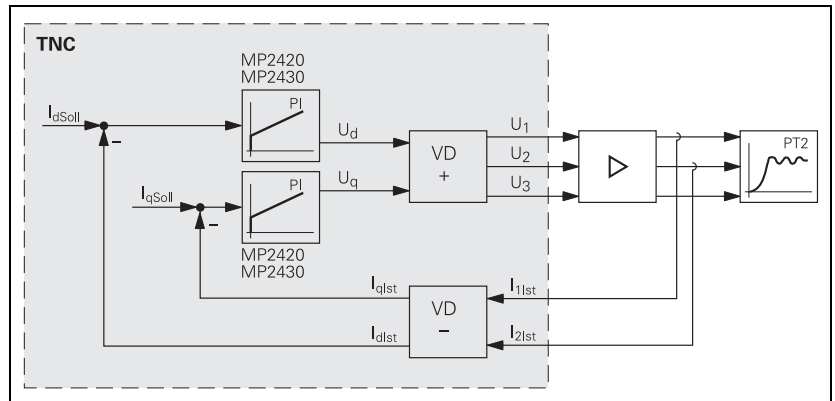 TNC
MP2420
MP2430
PI
IdSoll
–
Ud
U1
U2
U3
VD
+
PT2
IqSoll
–
PI
Uq
MP2420
MP2430
IqIst
IdIst
VD
–
I1Ist
I2Ist